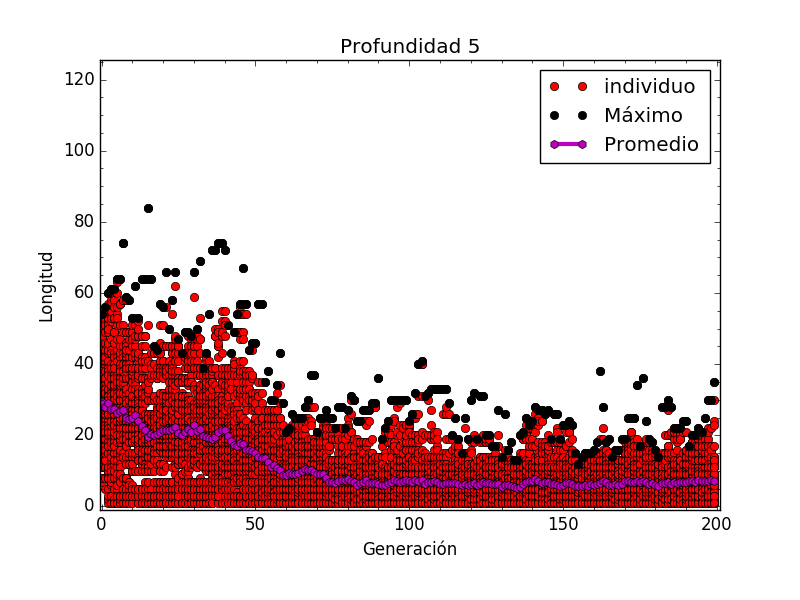 Profundidad 5
individuo
Máximo
Promedio
Longitud
120
100
80
60
40
20
0
0 50 100 150 200
Generación